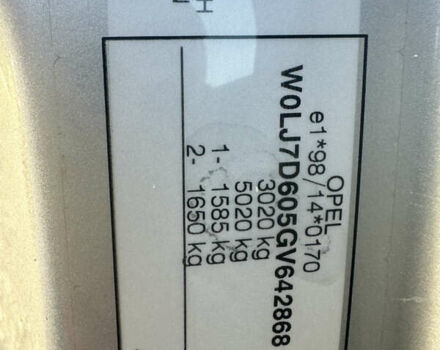 H
OPEL
e1*98/14*0170
W0LJ7D605GV642868
3020 kg
5020 kg
1- 1585 kg
2- 1650 kg